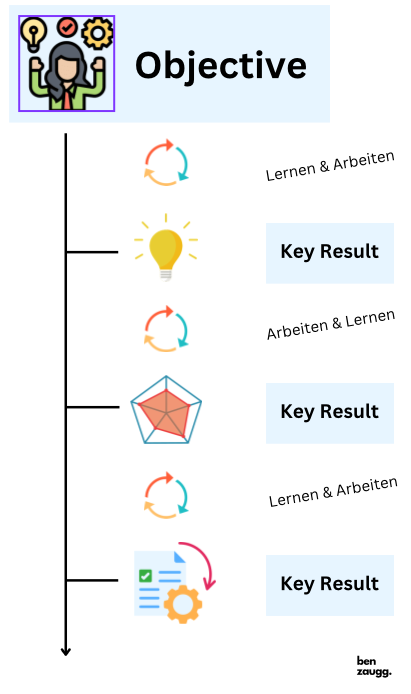 Objective
Lernen & Arbeiten
Key Result
Arbeiten & Lernen
Key Result
Lernen & Arbeiten
Key Result
ben
zaugg.